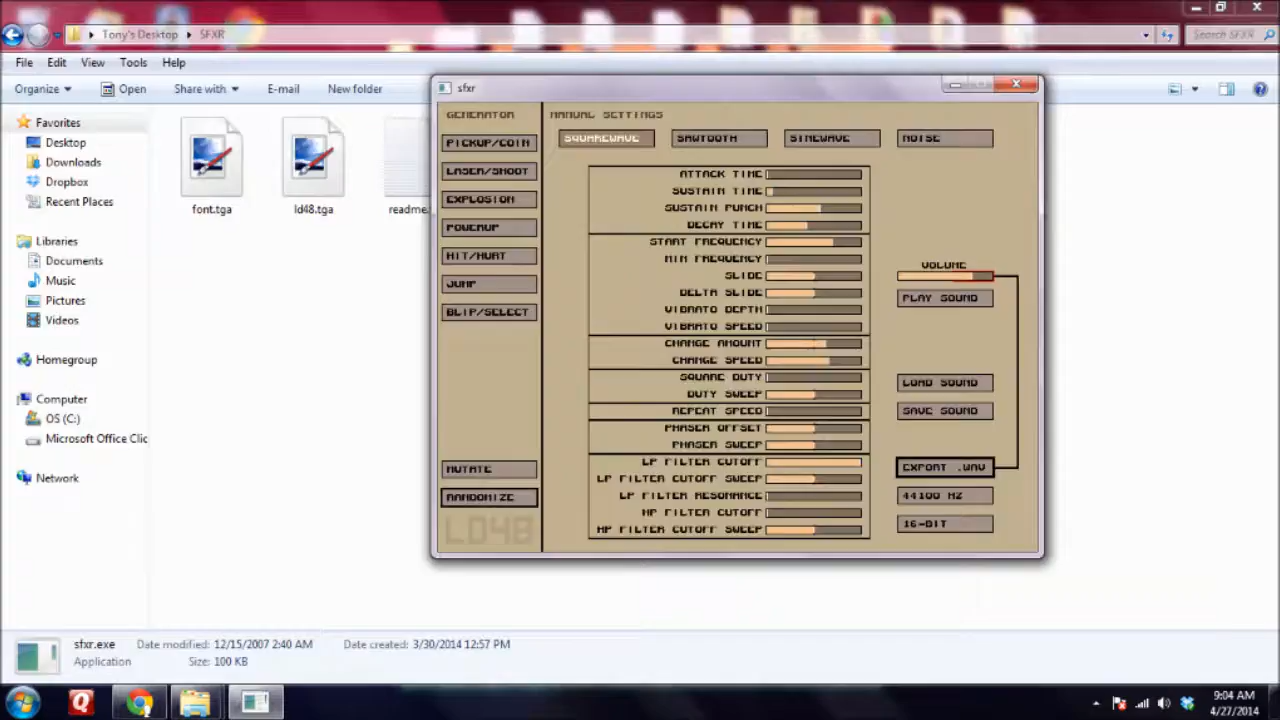 Tony's Desktop
SFXR
Search SFXR
File
Edit
View
Tools
Help
Organize
Open
Share with
E-mail
New folder
Favorites
Desktop
Downloads
Dropbox
Recent Places
Libraries
Documents
Music
Pictures
Videos
Homegroup
Computer
OS (C:)
Microsoft Office Clic
Network
font.tga
ld48.tga
readme.
sfxr
GENERATOR
PICKUP/COIN
LASER/SHOOT
EXPLOSION
POWERUP
HIT/HURT
JUMP
BLIP/SELECT
MUTATE
RANDOMIZE
LD48
MANUAL SETTINGS
SQUAREWAVE
SAWTOOTH
SINEWAVE
NOISE
ATTACK TIME
SUSTAIN TIME
SUSTAIN PUNCH
DECAY TIME
START FREQUENCY
MIN FREQUENCY
SLIDE
DELTA SLIDE
VIBRATO DEPTH
VIBRATO SPEED
CHANGE AMOUNT
CHANGE SPEED
SQUARE DUTY
DUTY SWEEP
REPEAT SPEED
PHASER OFFSET
PHASER SWEEP
LP FILTER CUTOFF
LP FILTER CUTOFF SWEEP
LP FILTER RESONANCE
HP FILTER CUTOFF
HP FILTER CUTOFF SWEEP
VOLUME
PLAY SOUND
LOAD SOUND
SAVE SOUND
EXPORT .WAV
44100 HZ
16-BIT
sfxr.exe
Date modified: 12/15/2007 2:40 AM
Date created: 3/30/2014 12:57 PM
Application
Size: 100 KB
9:04 AM
4/27/2014